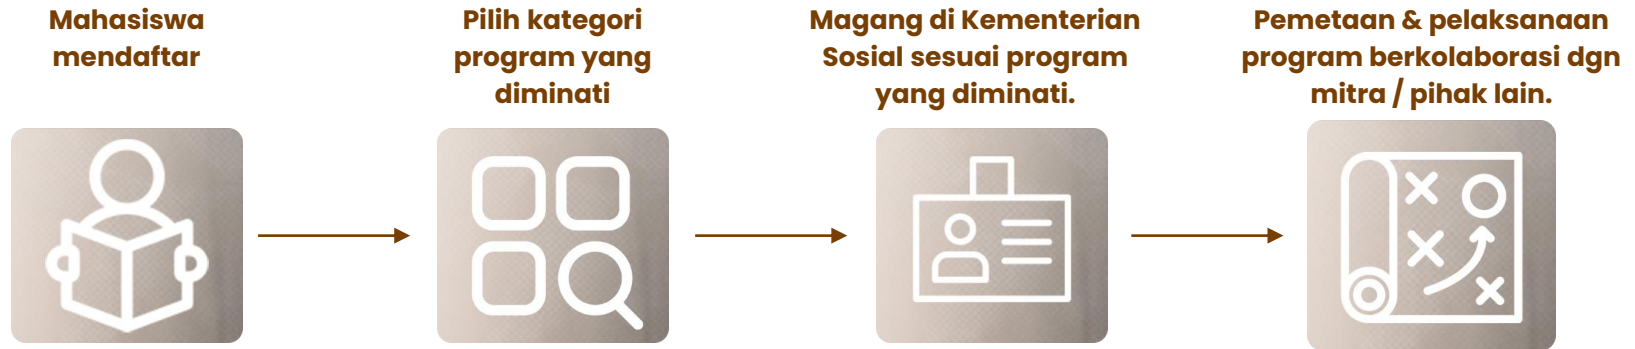 Mahasiswa
mendaftar
Pilih kategori
program yang
diminati
Magang di Kementerian
Sosial sesuai program
yang diminati.
Pemetaan & pelaksanaan
program berkolaborasi dgn
mitra / pihak lain.